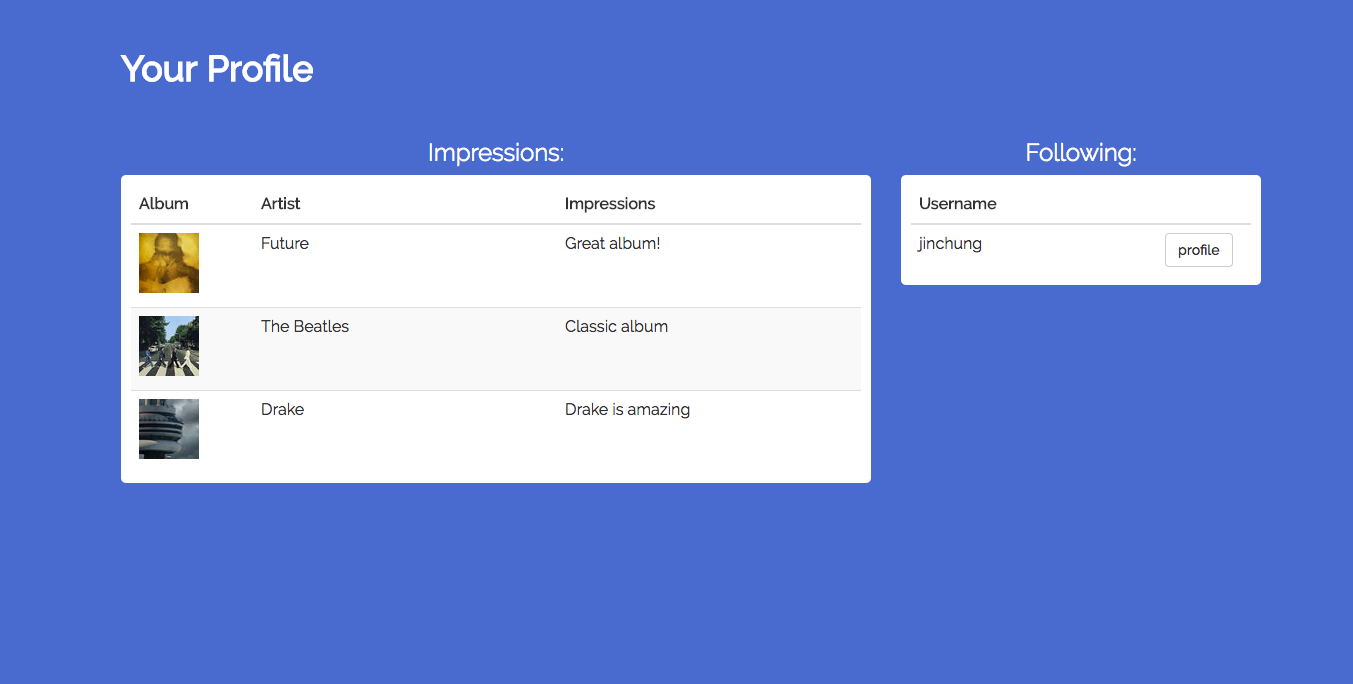 Your Profile
Impressions:
Album Artist Impressions
Future Great album!
The Beatles Classic album
Drake Drake is amazing
Following:
Username
jinchung profile